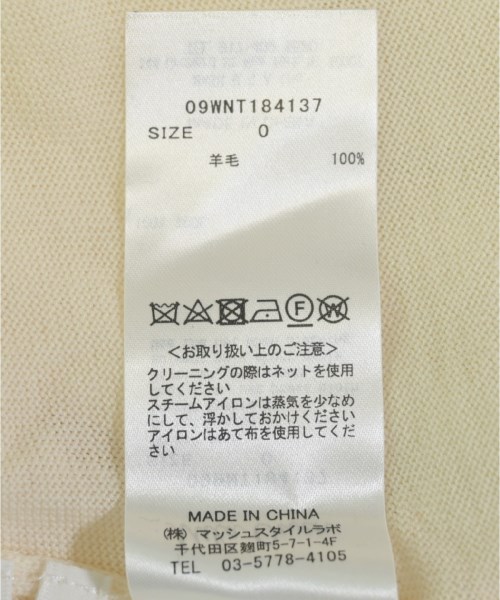 09WNT184137
SIZE 0
羊毛 100%
F W
<お取り扱い上のご注意>
クリーニングの際はネットを使用
してください
スチームアイロンは蒸気を少なめ
にして、浮かしておかけください
アイロンはあて布を使用してくだ
さい
MADE IN CHINA
(株) マッシュスタイルラボ
千代田区麹町5-7-1-4F
TEL 03-5778-4105